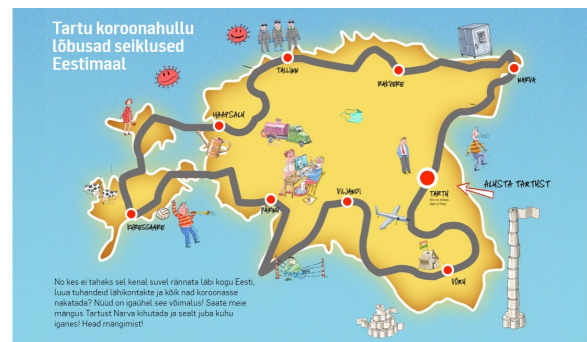 Tartu koroonahullu
lõbusad seiklused
Eestimaal
TALLINN
RAKVERE
NARVA
HAAPSALU
TARTU
ALUSTA TARTUST
VILJANDI
PÄRNU
KURESSAARE
VÕRU
No kes ei tahaks sel kenal suvel rännata läbi kogu Eesti,
luua tuhandeid lähikontakte ja kõik nad koroonasse
nakatada? Nüüd on igaühel see võimalus! Saate meie
mängus Tartust Narva kihutada ja sealt juba kuhu
iganes! Head mängimist!